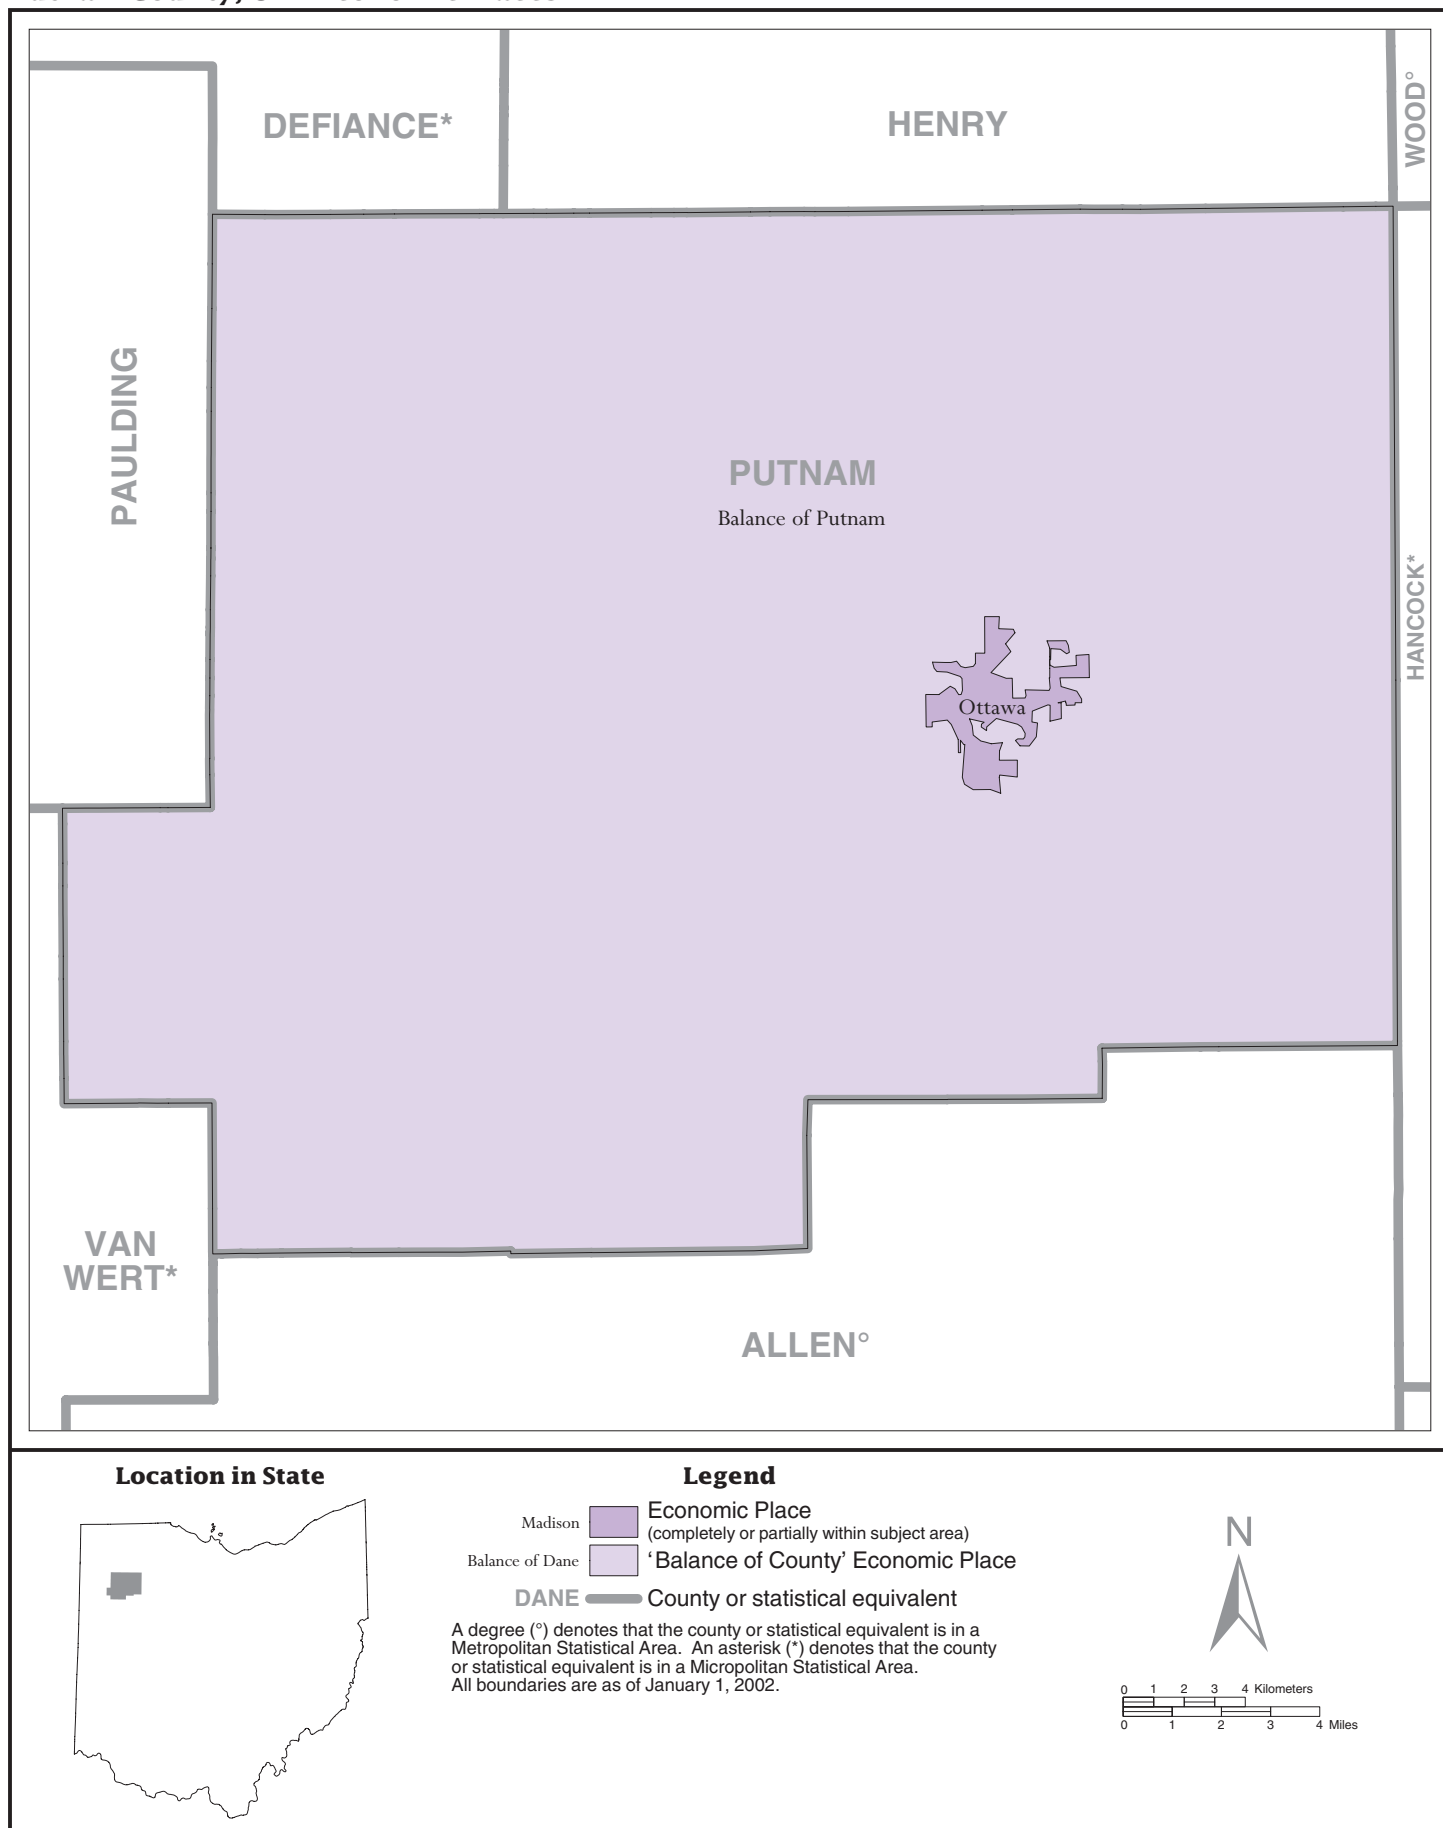 DEFIANCE*
HENRY
WOOD°
PAULDING
PUTNAM
Balance of Putnam
HANCOCK*
Ottawa
VAN
WERT*
ALLEN°
Location in State
Legend
Madison
Economic Place
(completely or partially within subject area)
Balance of Dane
‘Balance of County’ Economic Place
DANE
County or statistical equivalent
A degree (°) denotes that the county or statistical equivalent is in a
Metropolitan Statistical Area. An asterisk (*) denotes that the county
or statistical equivalent is in a Micropolitan Statistical Area.
All boundaries are as of January 1, 2002.
N
0 1 2 3 4 Kilometers
0 1 2 3 4 Miles